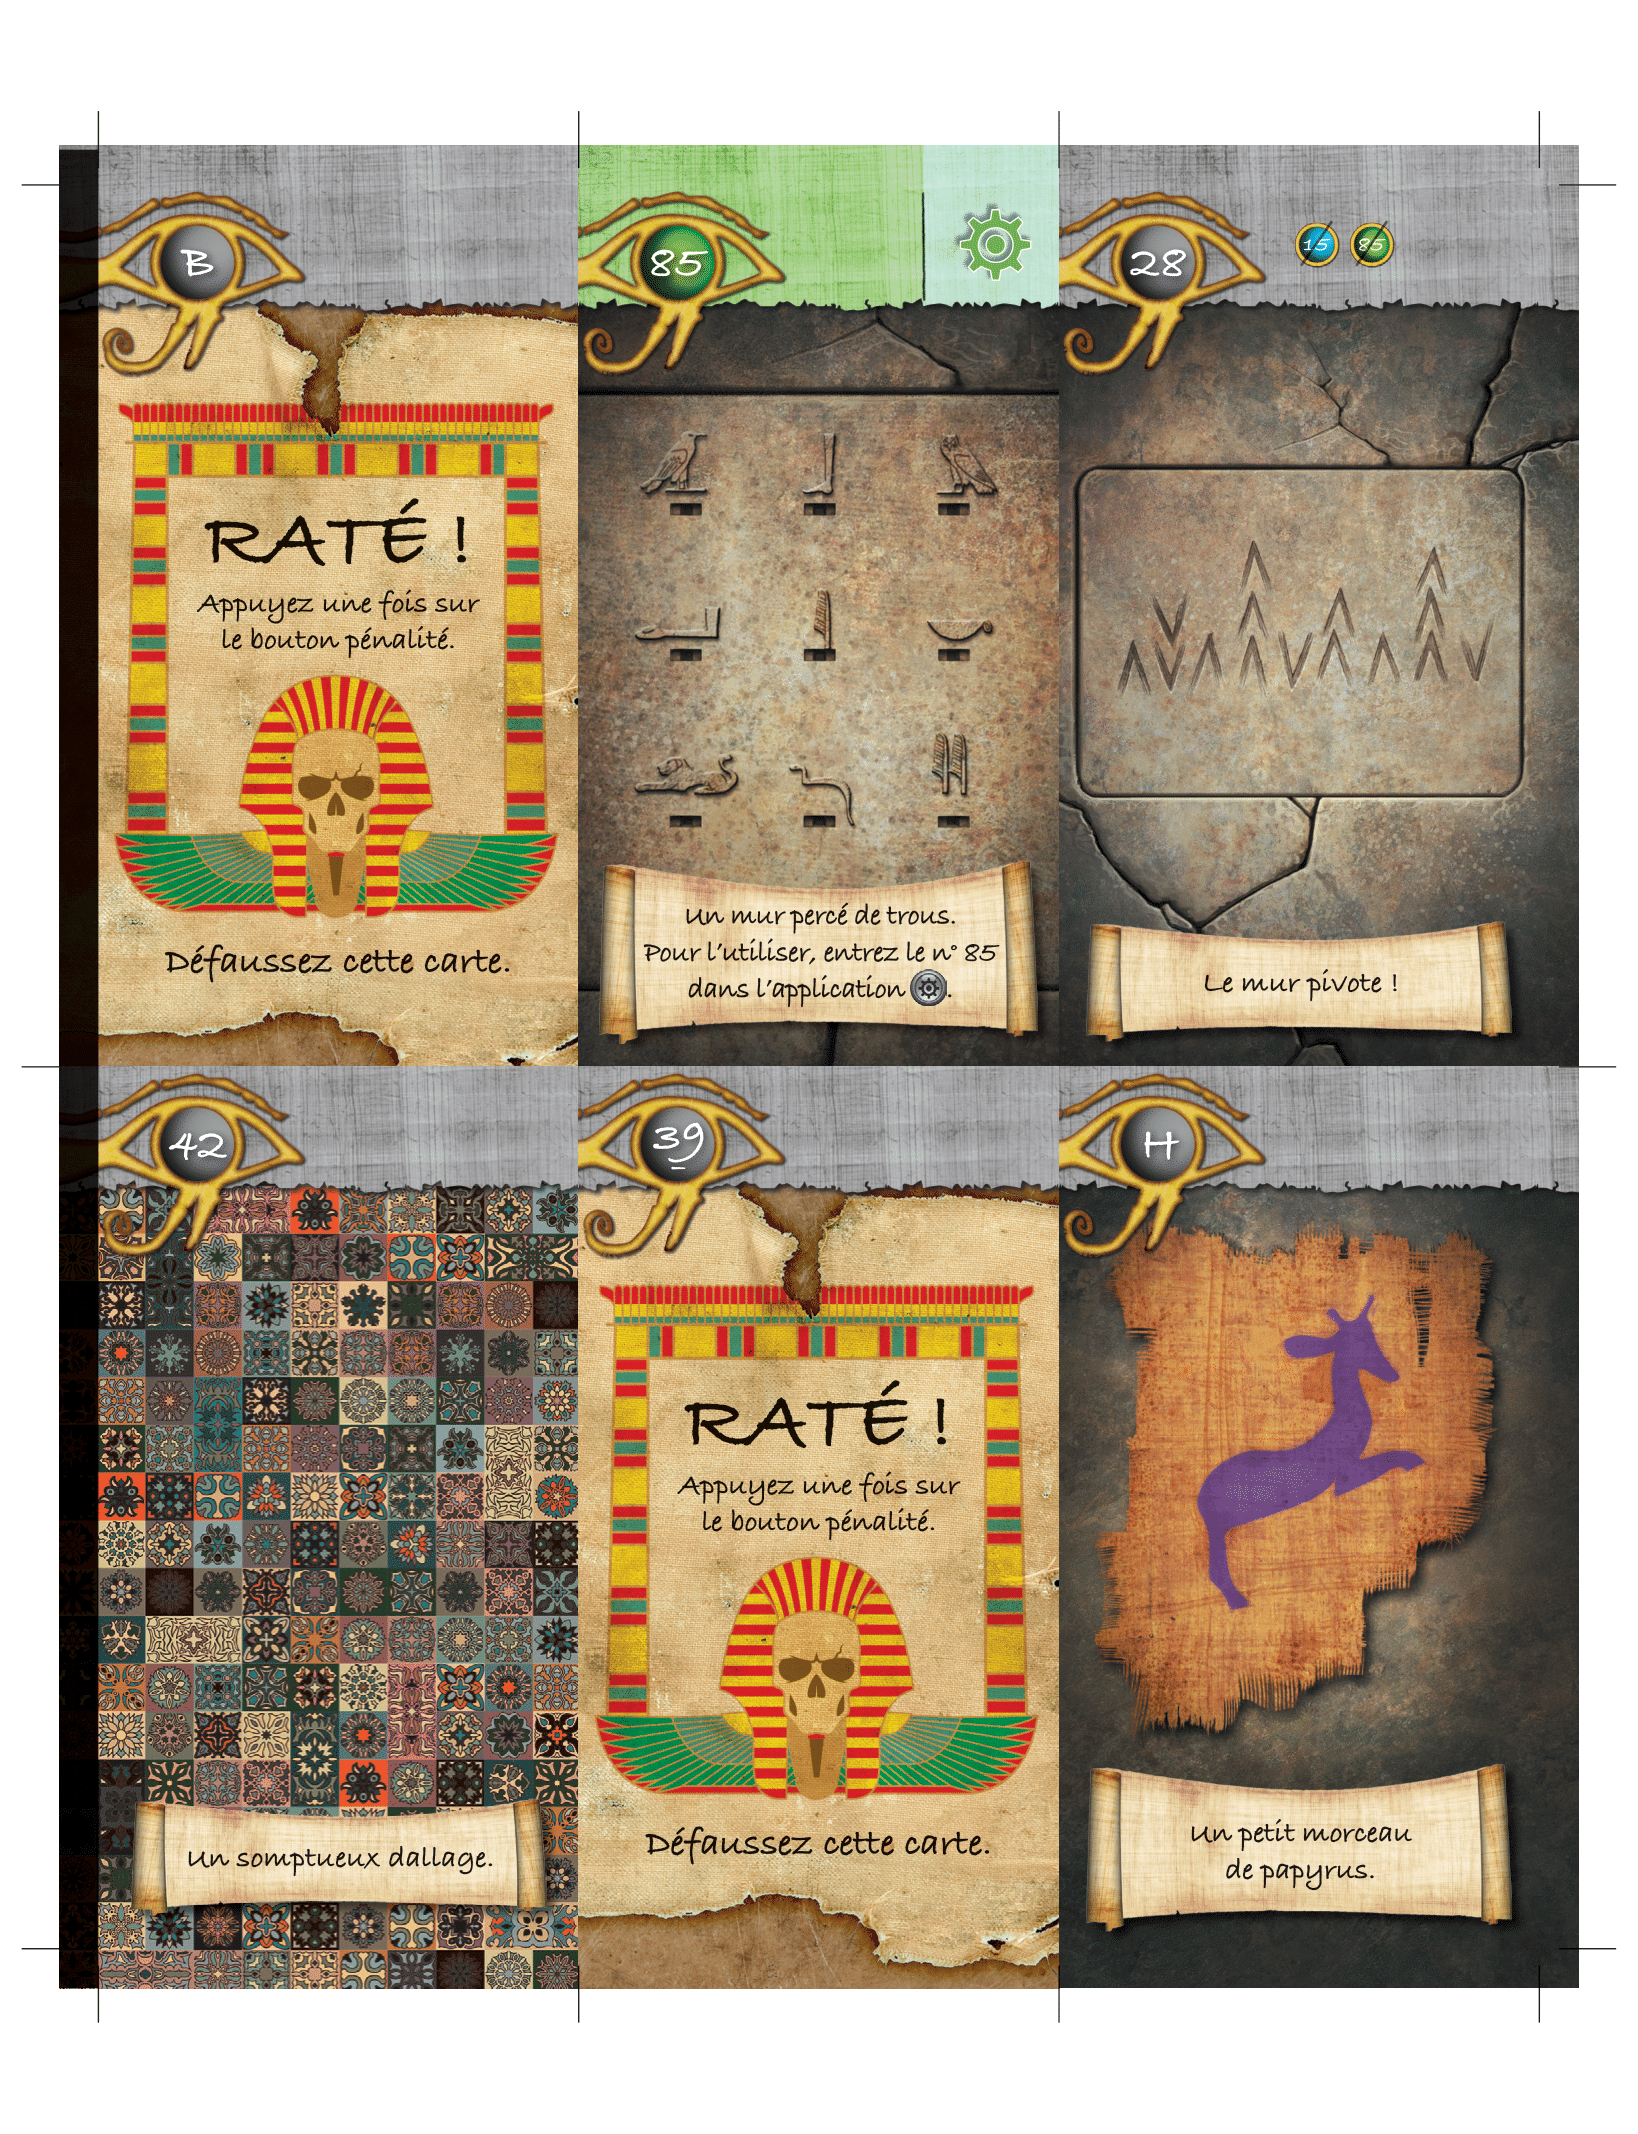 B
RATÉ !
Appuyez une fois sur
le bouton pénalité.
Défaussez cette carte.
85
Un mur percé de trous.
Pour l'utiliser, entrez le n° 85
dans l'application .
28
15 85
Le mur pivote !
42
Un somptueux dallage.
39
RATÉ !
Appuyez une fois sur
le bouton pénalité.
Défaussez cette carte.
H
Un petit morceau
de papyrus.